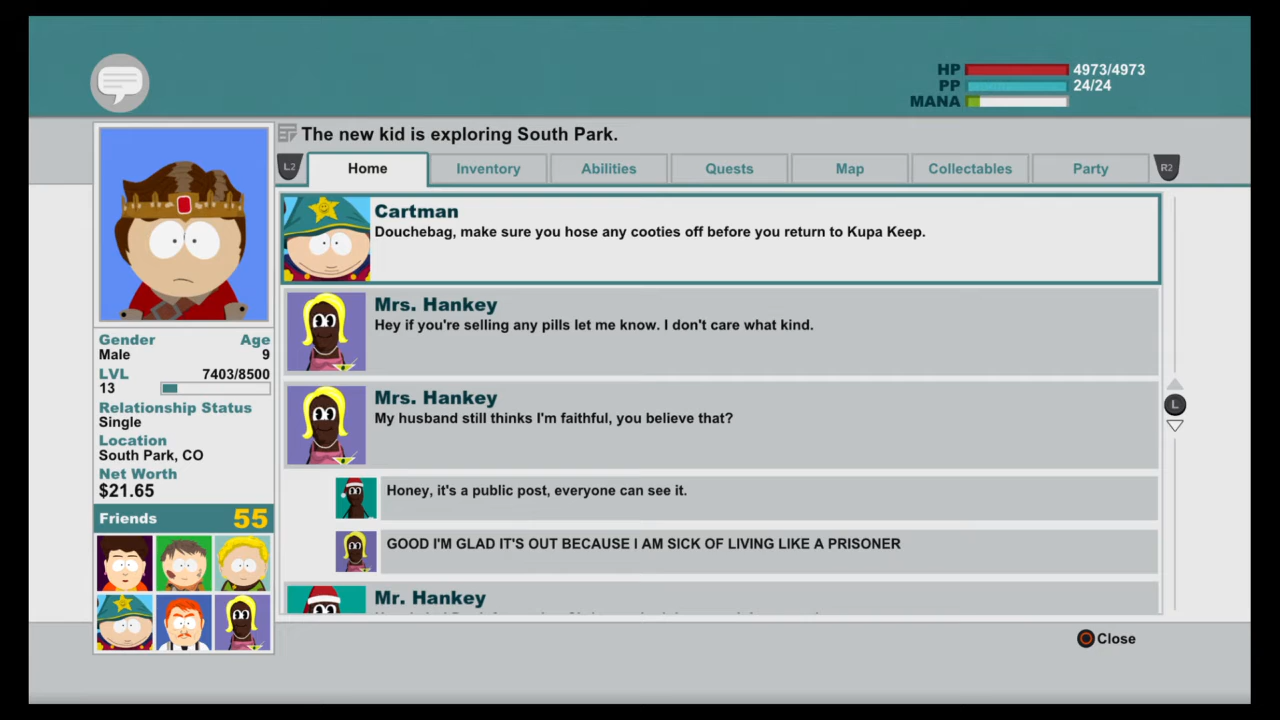 HP 4973/4973
PP 24/24
MANA
The new kid is exploring South Park.
L2 Home Inventory Abilities Quests Map Collectables Party R2
Cartman
Douchebag, make sure you hose any cooties off before you return to Kupa Keep.
Mrs. Hankey
Hey if you're selling any pills let me know. I don't care what kind.
Gender Age
Male 9
LVL 7403/8500
13
Relationship Status
Single
Location
South Park, CO
Net Worth
$21.65
Friends 55
Mrs. Hankey
My husband still thinks I'm faithful, you believe that?
L
Honey, it's a public post, everyone can see it.
GOOD I'M GLAD IT'S OUT BECAUSE I AM SICK OF LIVING LIKE A PRISONER
Mr. Hankey
Close